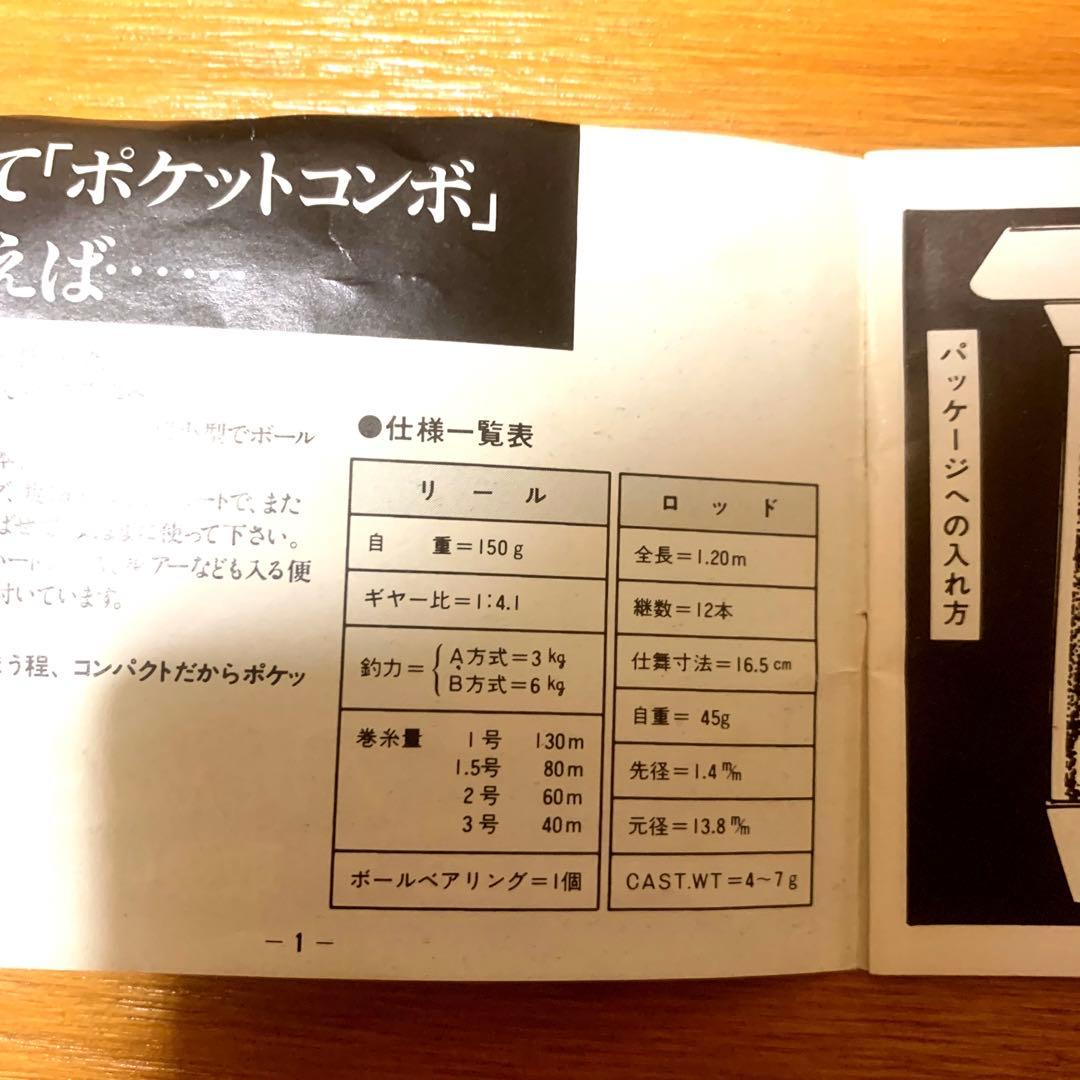 て「ポケットコンボ」
えば‥‥‥
型でボール
ートで、また
使って下さい。
アーなども入る便
付いています。
う程、コンパクトだからポケッ
●仕様一覧表
リール
自重=150g
ギヤー比=1:4.1
釣力=
A方式=3kg
B方式=6kg
巻糸量 1号 130m
1.5号 80m
2号 60m
3号 40m
ボールベアリング=1個
ロッド
全長=1.20m
継数=12本
仕舞寸法=16.5cm
自重= 45g
先径=1.4m/m
元径=13.8m/m
CAST.WT=4~7g
-1-
パッケージへの入れ方